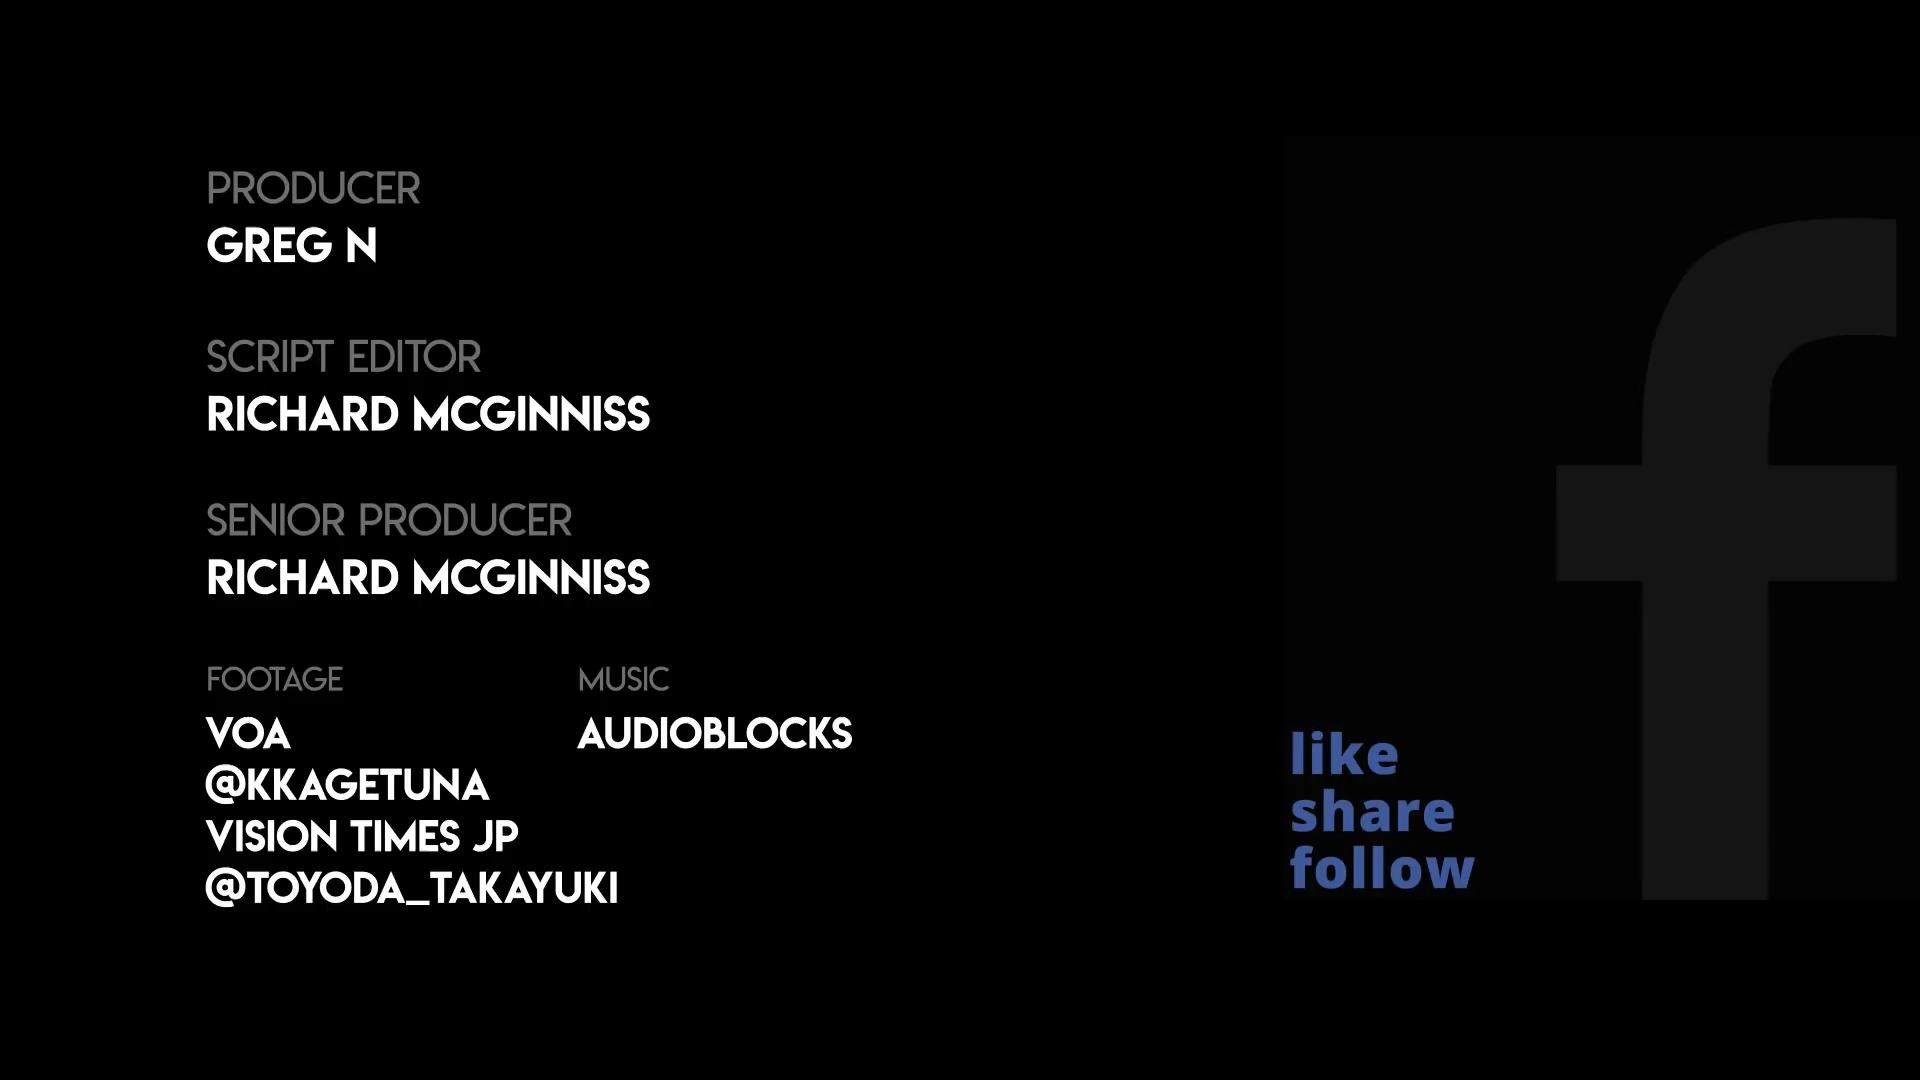 PRODUCER
GREG N
SCRIPT EDITOR
RICHARD MCGINNISS
SENIOR PRODUCER
RICHARD MCGINNISS
FOOTAGE
VOA
@KKAGETUNA
VISION TIMES JP
@TOYODA_TAKAYUKI
MUSIC
AUDIOBLOCKS
f
like
share
follow